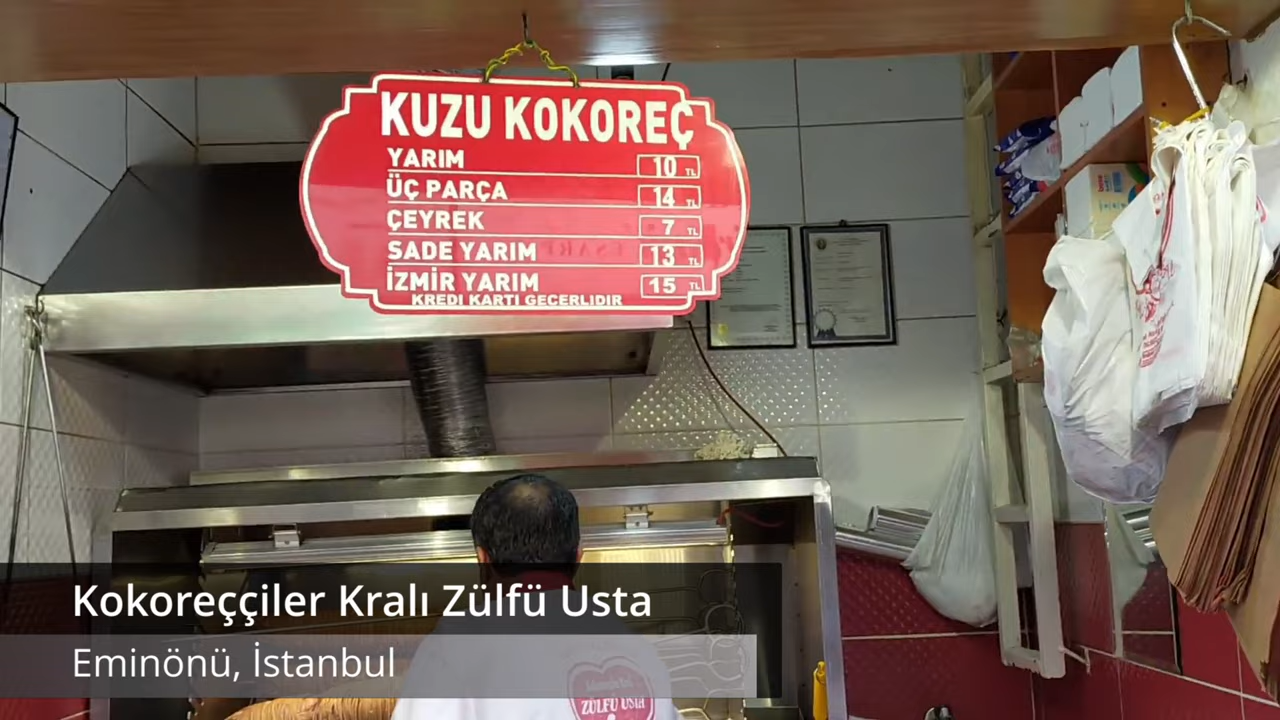 KUZU KOKOREÇ
YARIM 10 TL
ÜÇ PARÇA 14 TL
ÇEYREK 7 TL
SADE YARIM 13 TL
İZMİR YARIM 15 TL
KREDI KARTI GECERLIDIR
Kokoreççiler Kralı Zülfü Usta
Eminönü, İstanbul
ZÜLFÜ USTA